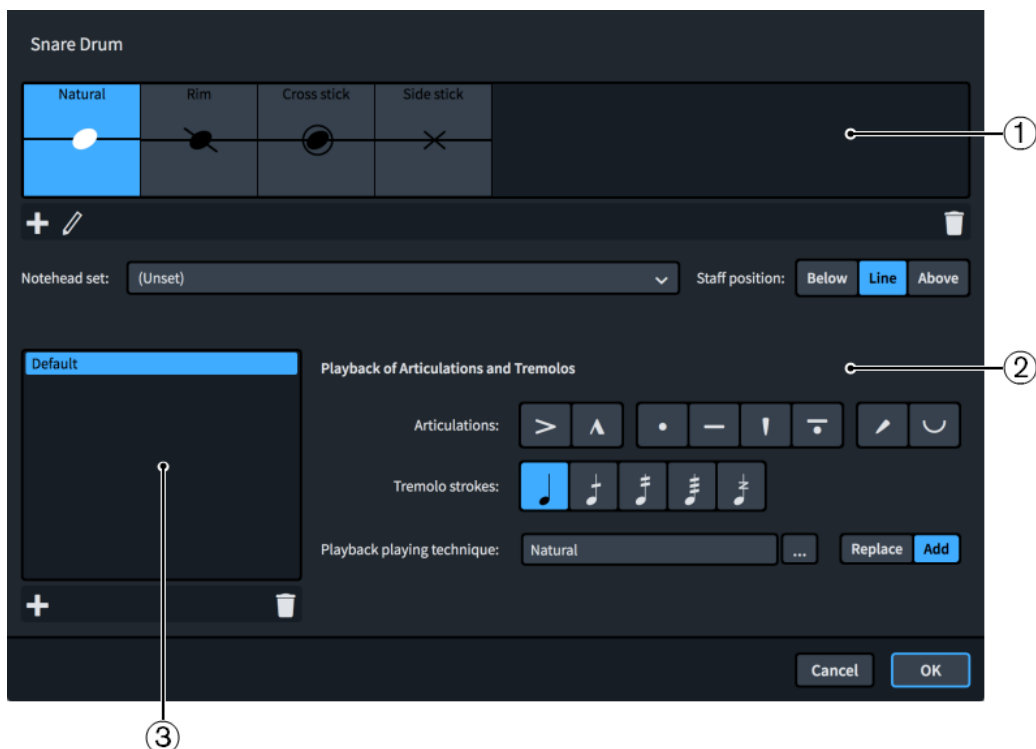 Snare Drum
Natural Rim Cross stick Side stick
①
Notehead set: (Unset) Staff position: Below Line Above
Default
Playback of Articulations and Tremolos
②
Articulations:
③
Tremolo strokes:
Playback playing technique: Natural ... Replace Add
Cancel OK